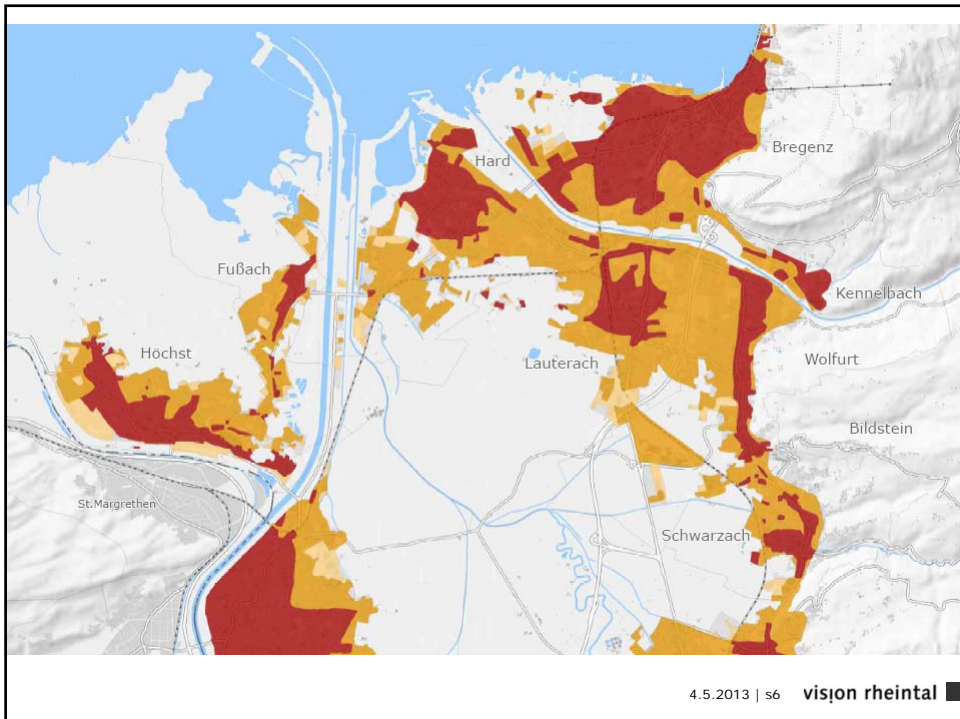 Bregenz
Hard
Fußach
Kennelbach
Höchst
Lauterach
Wolfurt
Bildstein
St.Margrethen
Schwarzach
4.5.2013 | s6 vision rheintal